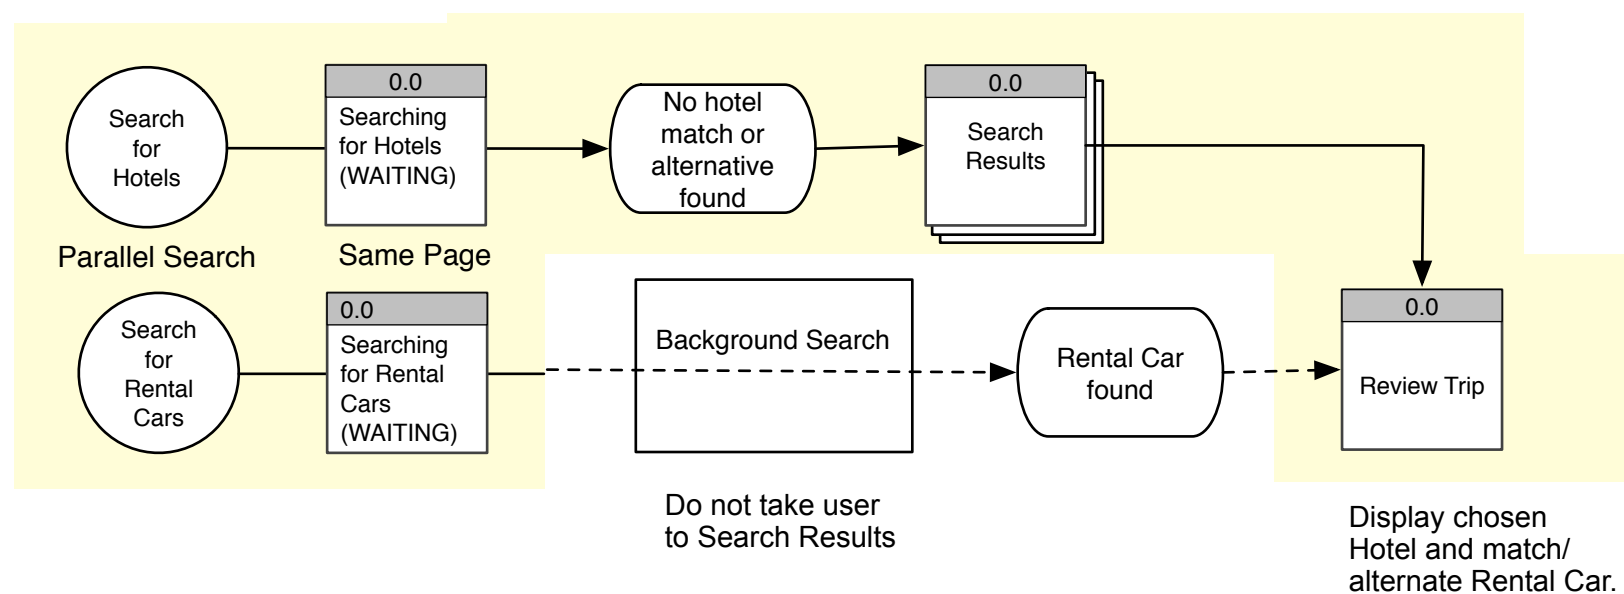 Search
for
Hotels
0.0
Searching
for Hotels
(WAITING)
No hotel
match or
alternative
found
0.0
Search
Results
Parallel Search
Same Page
Search
for
Rental
Cars
0.0
Searching
for Rental
Cars
(WAITING)
Background Search
Rental Car
found
0.0
Review Trip
Do not take user
to Search Results
Display chosen
Hotel and match/
alternate Rental Car.